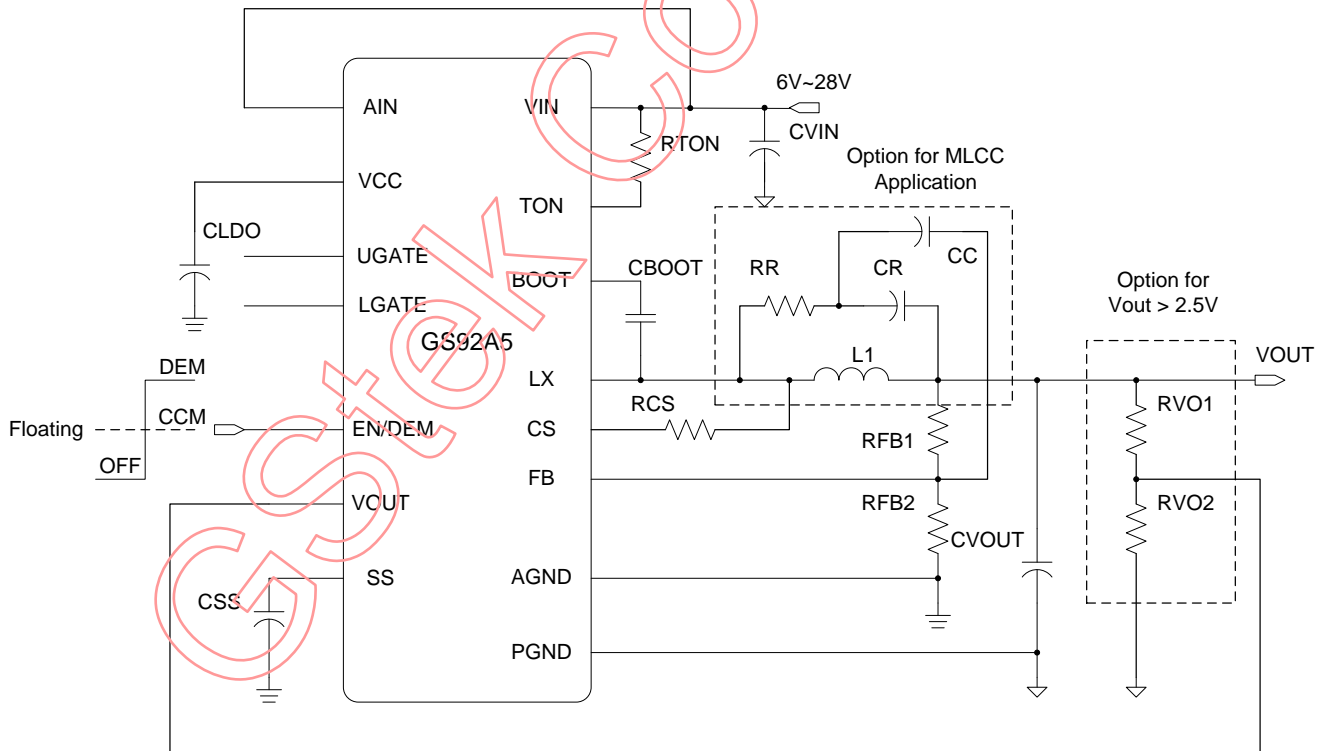 6V~28V
AIN
VIN
RTON
CVIN
Option for MLCC
Application
VCC
TON
CLDO
UGATE
BOOT
CBOOT
RR
CR
CC
Option for
Vout > 2.5V
LGATE
GS92A5
DEM
LX
L1
VOUT
RCS
RVO1
Floating
CCM
EN/DEM
CS
RFB1
OFF
FB
VOUT
RFB2
RVO2
CVOUT
SS
AGND
CSS
PGND
GStek Co